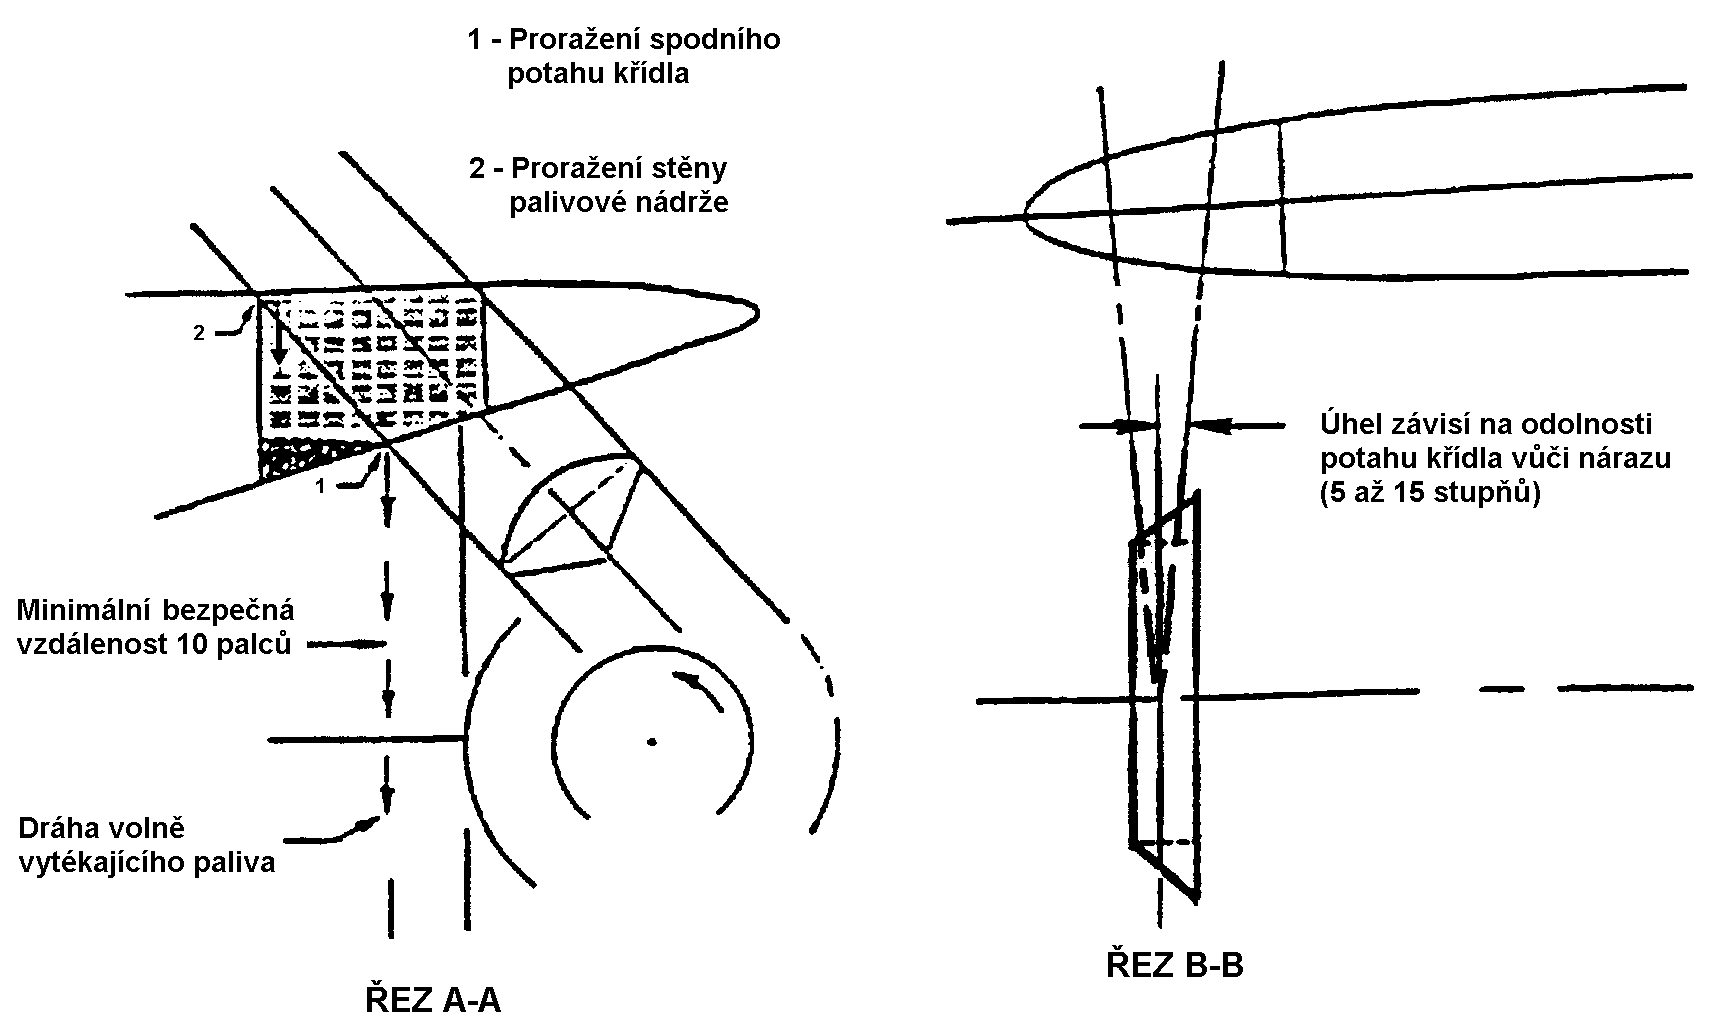 1 - Proražení spodního
potahu křídla
2 - Proražení stěny
palivové nádrže
2
1
Minimální bezpečná
vzdálenost 10 palců
Dráha volně
vytékajícího paliva
ŘEZ A-A
Úhel závisí na odolnosti
potahu křídla vůči nárazu
(5 až 15 stupňů)
ŘEZ B-B